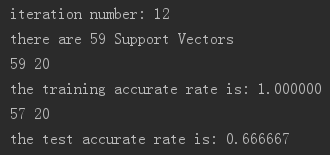 iteration number: 12
there are 59 Support Vectors
59 20
the training accurate rate is: 1.000000
57 20
the test accurate rate is: 0.666667